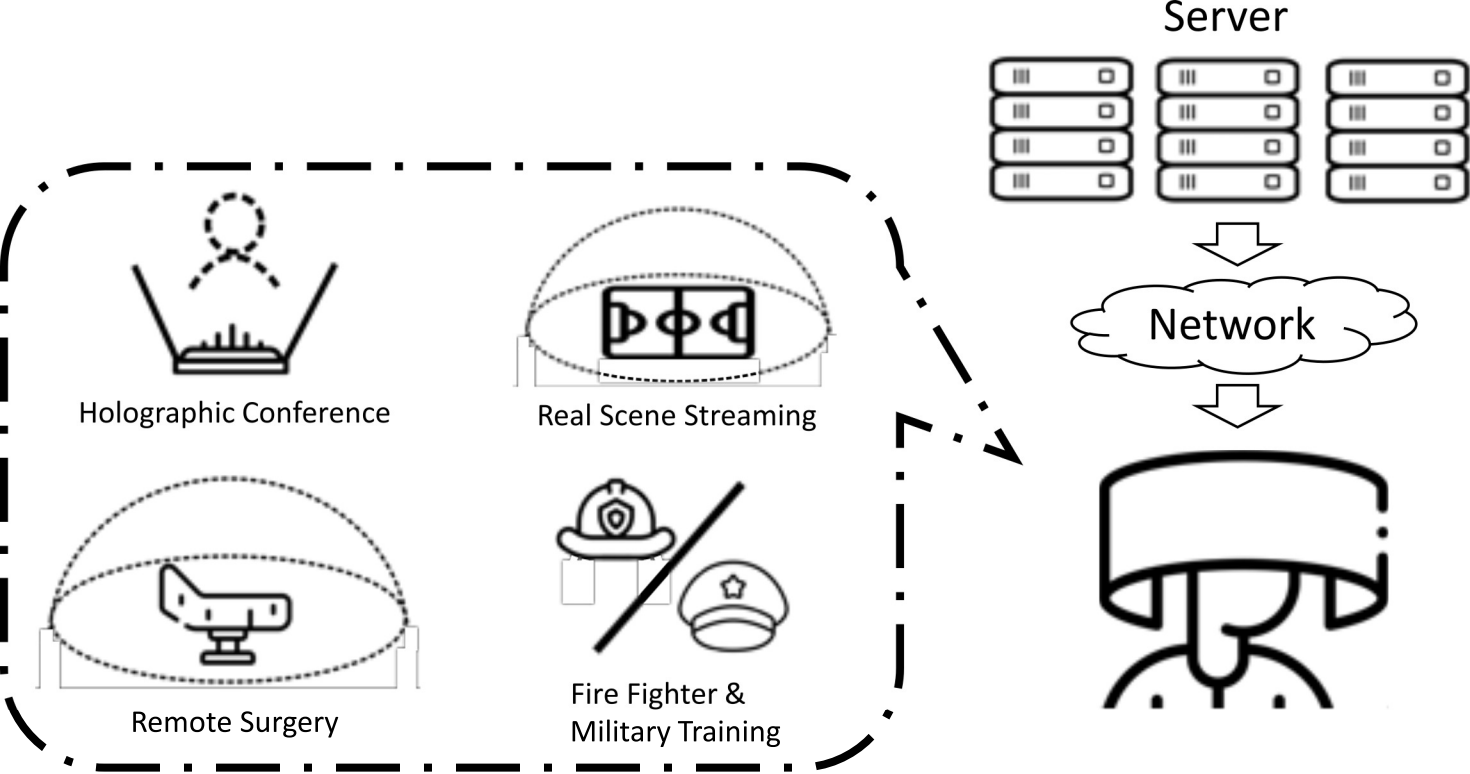 Server
Network
Holographic Conference
Real Scene Streaming
Remote Surgery
Fire Fighter &
Military Training